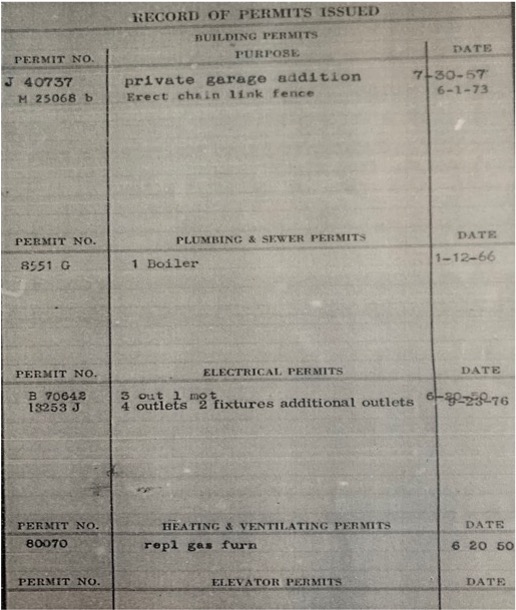 RECORD OF PERMITS ISSUED
BUILDING PERMITS
PERMIT NO. PURPOSE DATE
J 40737 private garage addition 7-30-57
M 25068 b Erect chain link fence 6-1-73
PERMIT NO. PLUMBING & SEWER PERMITS DATE
8551 G 1 Boiler 1-12-66
PERMIT NO. ELECTRICAL PERMITS DATE
B 70642 3 out 1 mot 6-20-50
13253 J 4 outlets 2 fixtures additional outlets 9-23-76
PERMIT NO. HEATING & VENTILATING PERMITS DATE
80070 repl gas furn 6 20 50
PERMIT NO. ELEVATOR PERMITS DATE